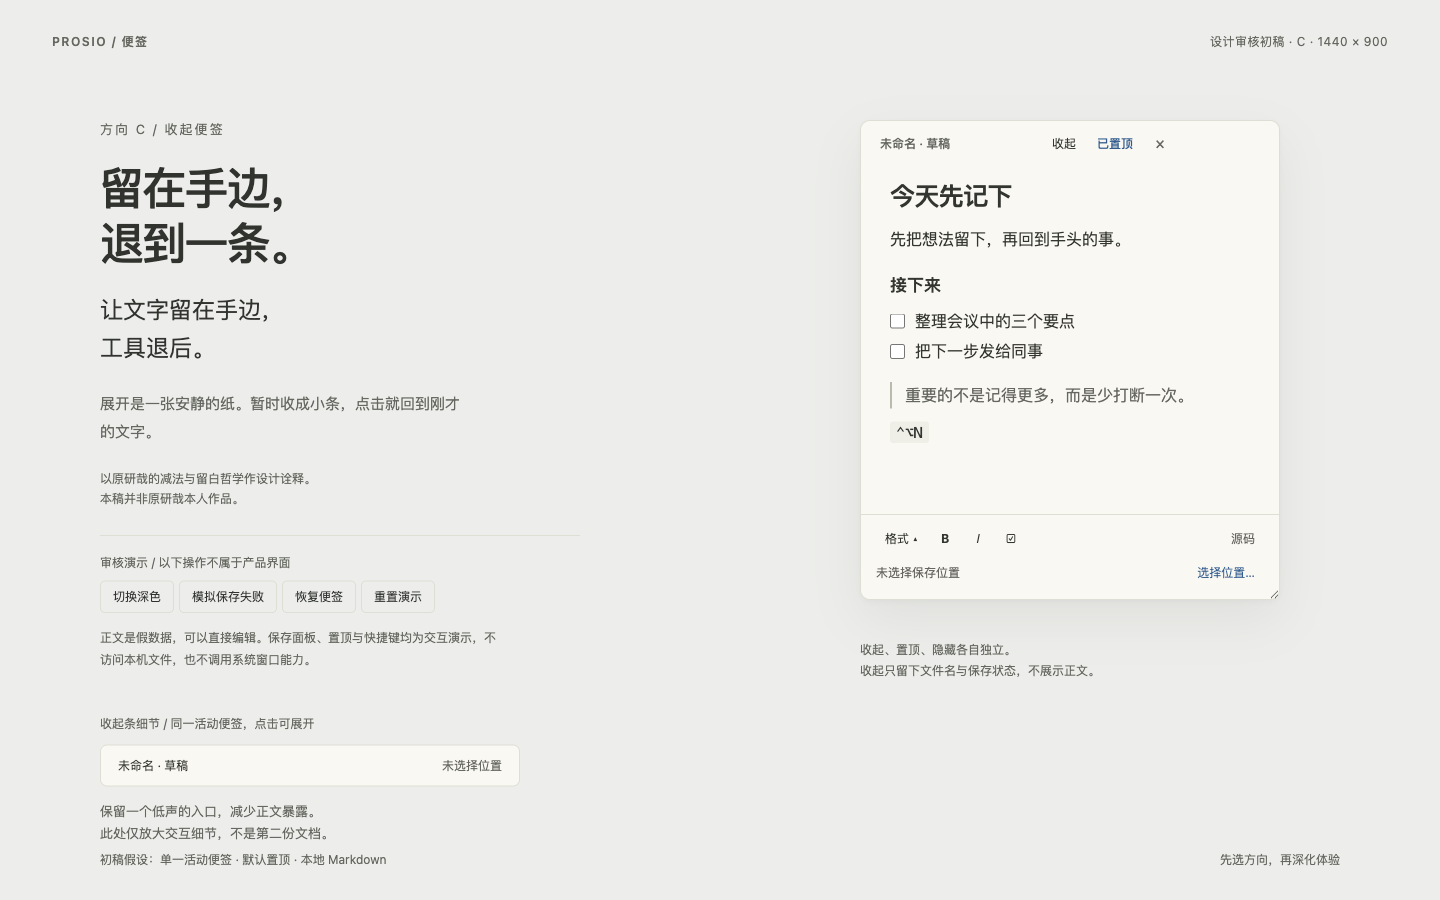 PROSIO / 便签
设计审核初稿 · C · 1440 × 900
方向 C / 收起便签
留在手边，
退到一条。
让文字留在手边，
工具退后。
展开是一张安静的纸。暂时收成小条，点击就回到刚才
的文字。
以原研哉的减法与留白哲学作设计诠释。
本稿并非原研哉本人作品。
审核演示 / 以下操作不属于产品界面
切换深色 模拟保存失败 恢复便签 重置演示
正文是假数据，可以直接编辑。保存面板、置顶与快捷键均为交互演示，不
访问本机文件，也不调用系统窗口能力。
收起条细节 / 同一活动便签，点击可展开
未命名 · 草稿 未选择位置
保留一个低声的入口，减少正文暴露。
此处仅放大交互细节，不是第二份文档。
初稿假设：单一活动便签 · 默认置顶 · 本地 Markdown
未命名 · 草稿 收起 已置顶 ×
今天先记下
先把想法留下，再回到手头的事。
接下来
整理会议中的三个要点
把下一步发给同事
重要的不是记得更多，而是少打断一次。
^⌥N
格式 ▴ B I ☑ 源码
未选择保存位置 选择位置…
收起、置顶、隐藏各自独立。
收起只留下文件名与保存状态，不展示正文。
先选方向，再深化体验